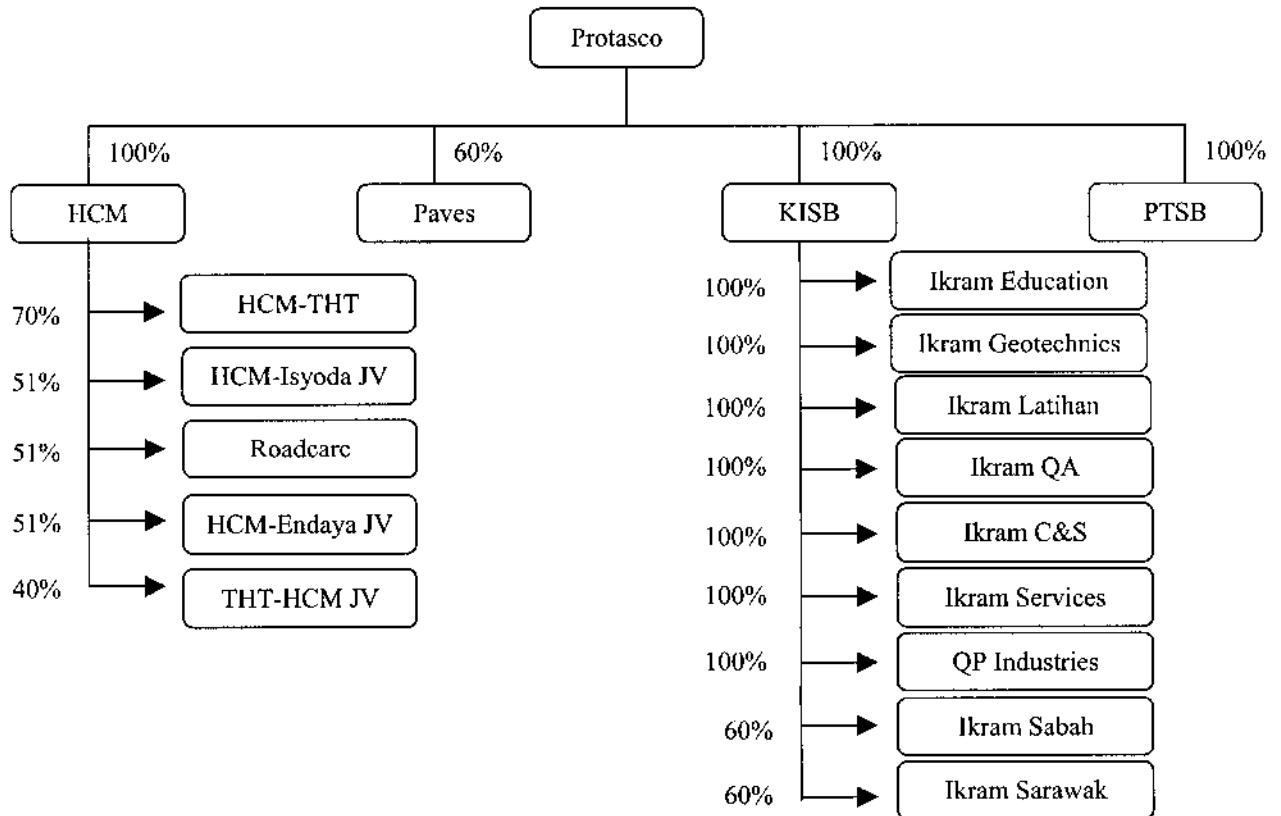 Protasco
100%
60%
100%
100%
HCM
Paves
KISB
PTSB
70%
HCM-THT
51%
HCM-Isyoda JV
51%
Roadcare
51%
HCM-Endaya JV
40%
THT-HCM JV
100%
Ikram Education
100%
Ikram Geotechnics
100%
Ikram Latihan
100%
Ikram QA
100%
Ikram C&S
100%
Ikram Services
100%
QP Industries
60%
Ikram Sabah
60%
Ikram Sarawak